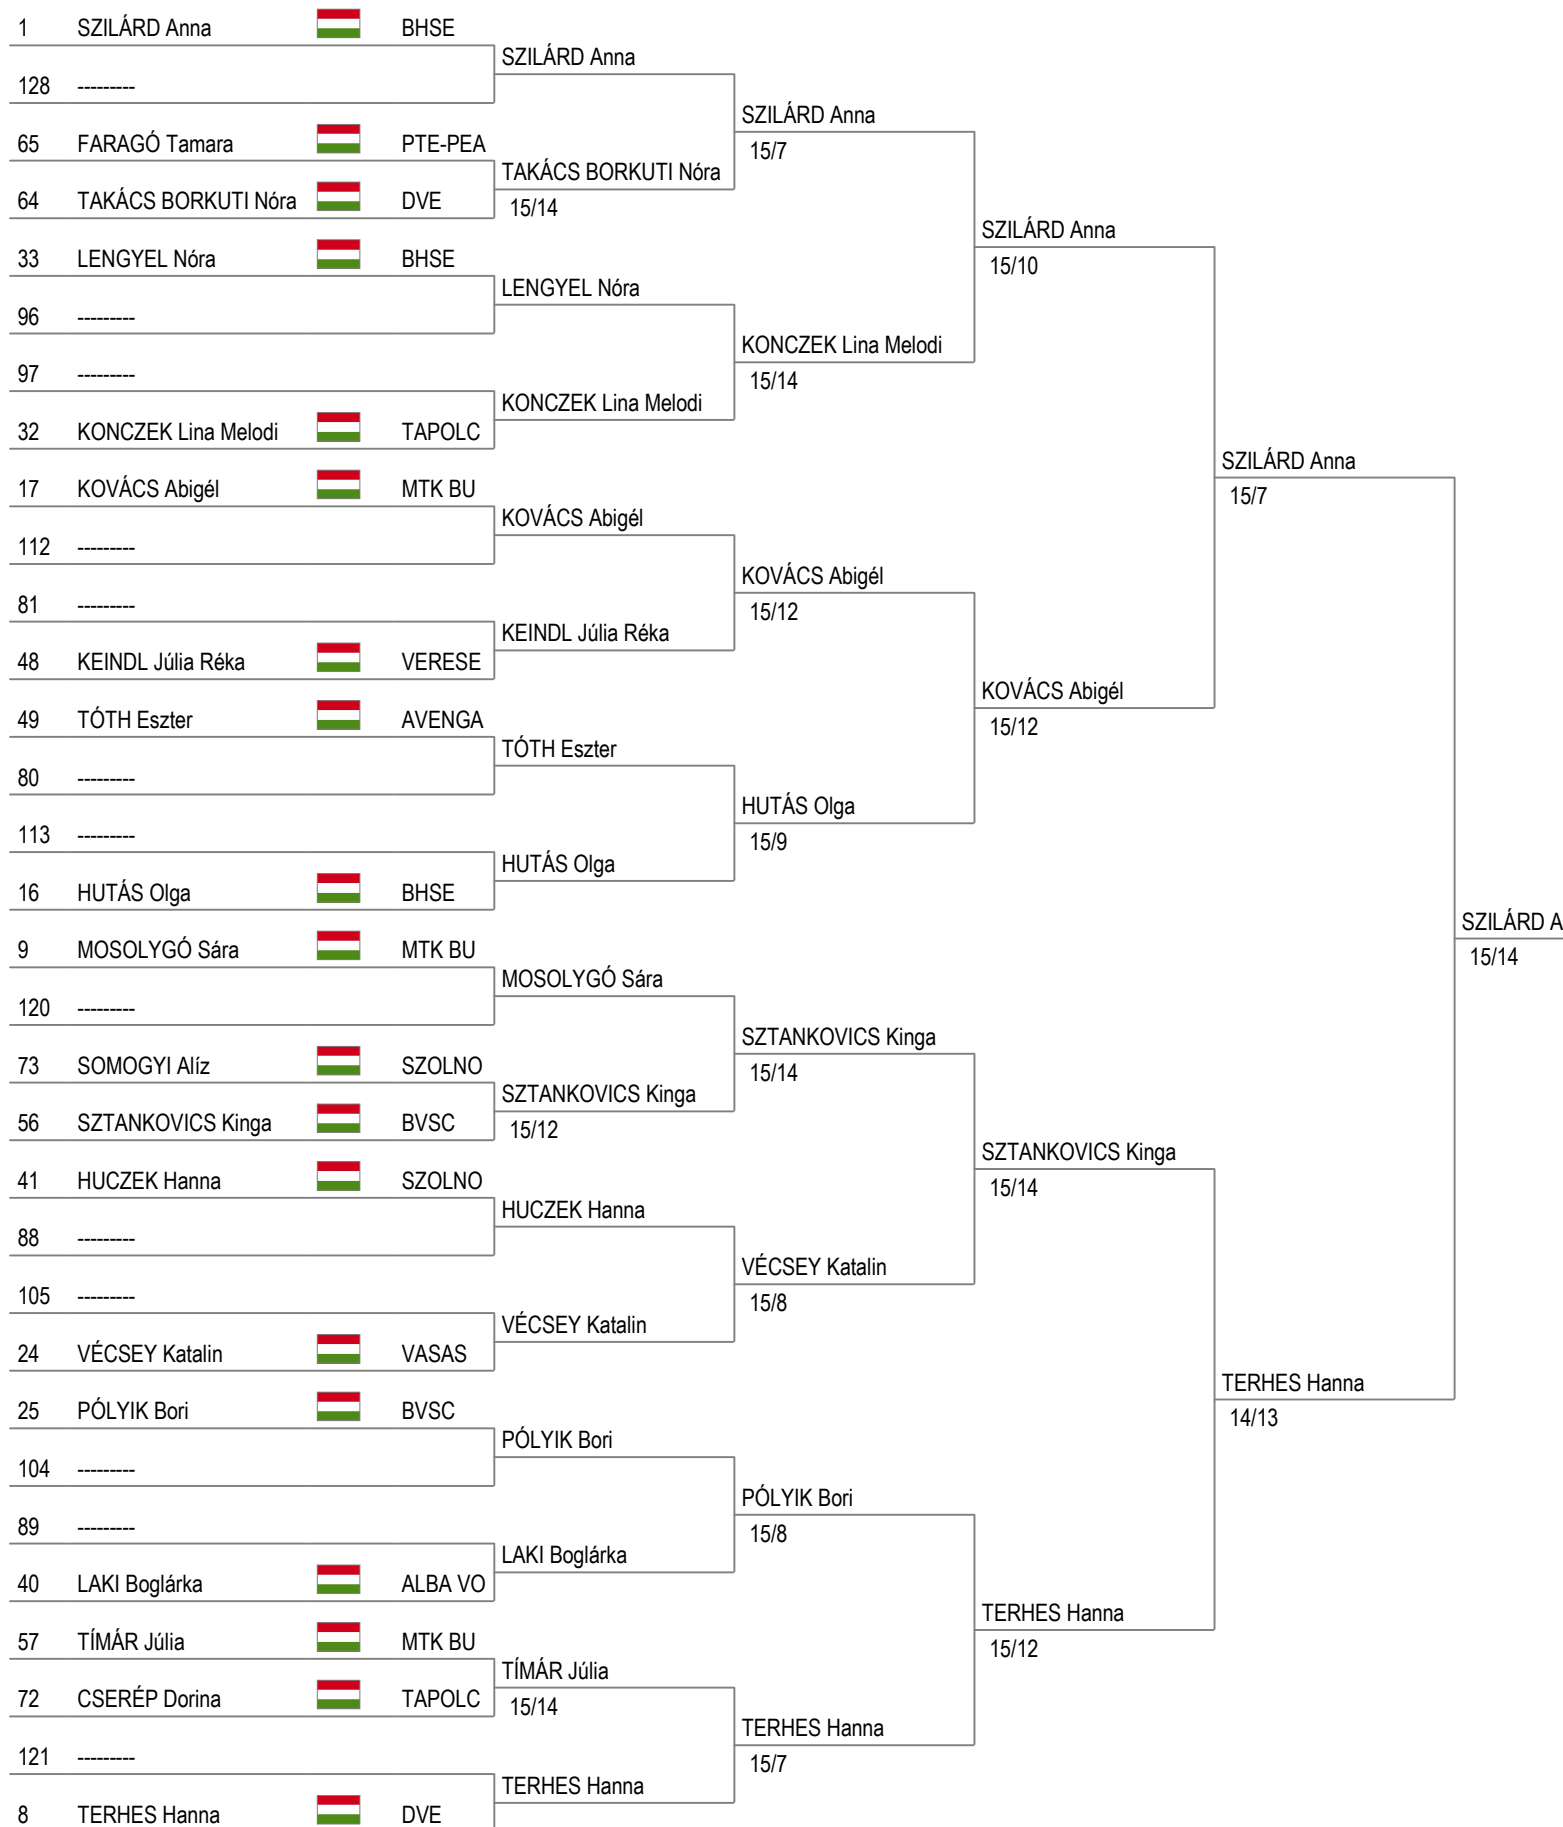 1 SZILÁRD Anna BHSE
SZILÁRD Anna
128 ---------
SZILÁRD Anna
15/7
65 FARAGÓ Tamara PTE-PEA
TAKÁCS BORKUTI Nóra
15/14
64 TAKÁCS BORKUTI Nóra DVE
SZILÁRD Anna
15/10
33 LENGYEL Nóra BHSE
LENGYEL Nóra
96 ---------
KONCZEK Lina Melodi
15/14
97 ---------
KONCZEK Lina Melodi
32 KONCZEK Lina Melodi TAPOLC
SZILÁRD Anna
15/7
17 KOVÁCS Abigél MTK BU
KOVÁCS Abigél
112 ---------
KOVÁCS Abigél
15/12
81 ---------
KEINDL Júlia Réka
48 KEINDL Júlia Réka VERESE
KOVÁCS Abigél
15/12
49 TÓTH Eszter AVENGA
TÓTH Eszter
80 ---------
HUTÁS Olga
15/9
113 ---------
HUTÁS Olga
16 HUTÁS Olga BHSE
SZILÁRD A
15/14
9 MOSOLYGÓ Sára MTK BU
MOSOLYGÓ Sára
120 ---------
SZTANKOVICS Kinga
15/14
73 SOMOGYI Alíz SZOLNO
SZTANKOVICS Kinga
15/12
56 SZTANKOVICS Kinga BVSC
SZTANKOVICS Kinga
15/14
41 HUCZEK Hanna SZOLNO
HUCZEK Hanna
88 ---------
VÉCSEY Katalin
15/8
105 ---------
VÉCSEY Katalin
24 VÉCSEY Katalin VASAS
TERHES Hanna
14/13
25 PÓLYIK Bori BVSC
PÓLYIK Bori
104 ---------
PÓLYIK Bori
15/8
89 ---------
LAKI Boglárka
40 LAKI Boglárka ALBA VO
TERHES Hanna
15/12
57 TÍMÁR Júlia MTK BU
TÍMÁR Júlia
15/14
72 CSERÉP Dorina TAPOLC
TERHES Hanna
15/7
121 ---------
TERHES Hanna
8 TERHES Hanna DVE